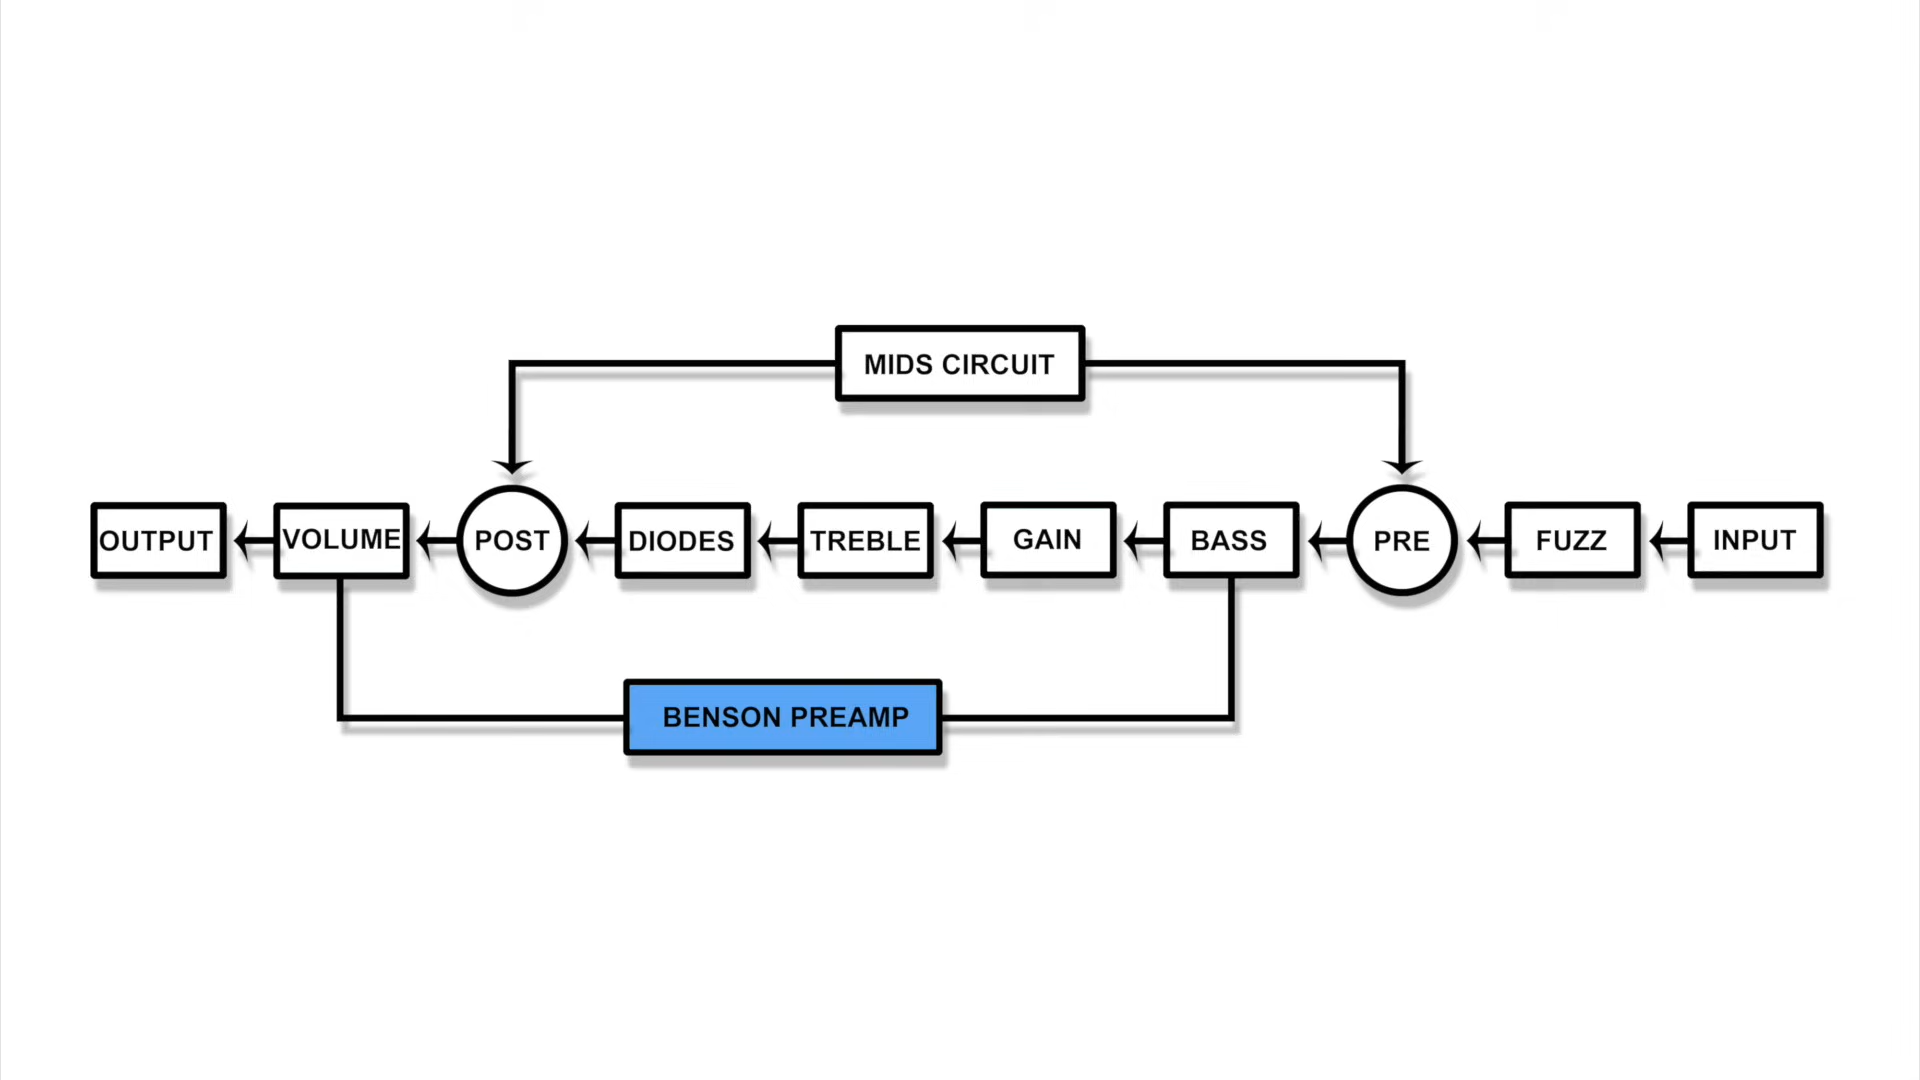 MIDS CIRCUIT
OUTPUT
VOLUME
POST
DIODES
TREBLE
GAIN
BASS
PRE
FUZZ
INPUT
BENSON PREAMP